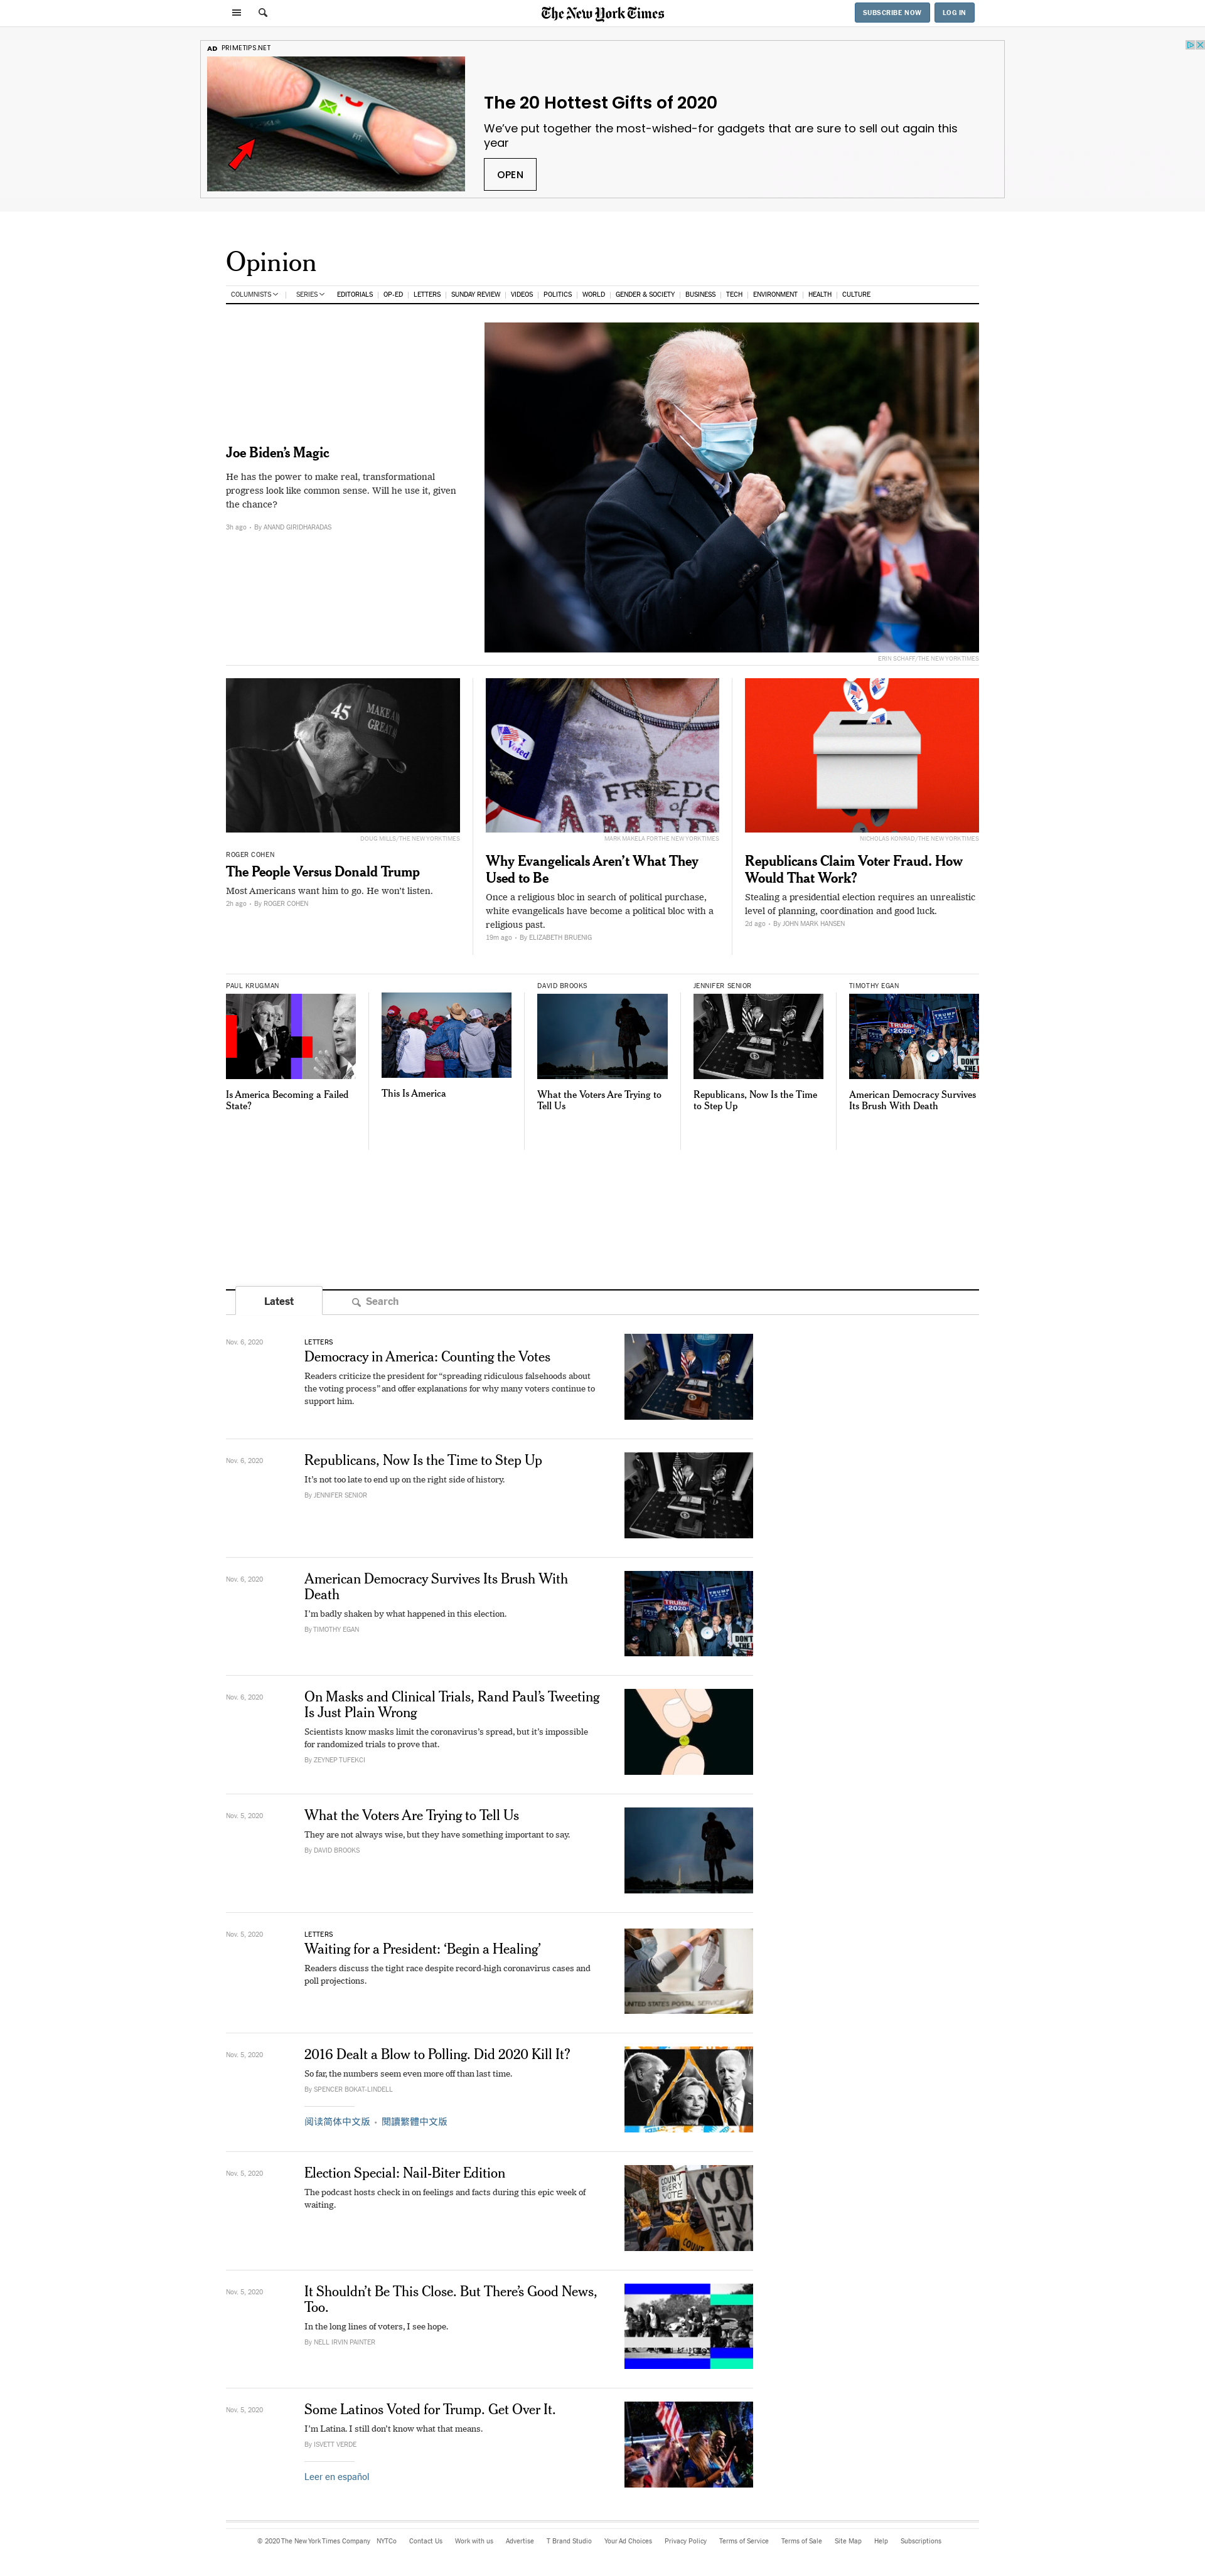 The New York Times
SUBSCRIBE NOW
LOG IN
AD PRIMETIPS.NET
FIT.
The 20 Hottest Gifts of 2020
We’ve put together the most-wished-for gadgets that are sure to sell out again this
year
OPEN
Opinion
COLUMNISTS | SERIES EDITORIALS | OP-ED | LETTERS | SUNDAY REVIEW | VIDEOS | POLITICS | WORLD | GENDER & SOCIETY | BUSINESS | TECH | ENVIRONMENT | HEALTH | CULTURE
Joe Biden’s Magic
He has the power to make real, transformational
progress look like common sense. Will he use it, given
the chance?
3h ago • By ANAND GIRIDHARADAS
ERIN SCHAFF/THE NEW YORK TIMES
45
MAKE
GREAT
DOUG MILLS/THE NEW YORK TIMES
ROGER COHEN
The People Versus Donald Trump
Most Americans want him to go. He won’t listen.
2h ago • By ROGER COHEN
I Voted
FREEDOM
of
AMER
MARK MAKELA FOR THE NEW YORK TIMES
Why Evangelicals Aren’t What They
Used to Be
Once a religious bloc in search of political purchase,
white evangelicals have become a political bloc with a
religious past.
19m ago • By ELIZABETH BRUENIG
I Voted
NICHOLAS KONRAD/THE NEW YORK TIMES
Republicans Claim Voter Fraud. How
Would That Work?
Stealing a presidential election requires an unrealistic
level of planning, coordination and good luck.
2d ago • By JOHN MARK HANSEN
PAUL KRUGMAN
Is America Becoming a Failed
State?
This Is America
DAVID BROOKS
What the Voters Are Trying to
Tell Us
JENNIFER SENIOR
Republicans, Now Is the Time
to Step Up
TIMOTHY EGAN
TRUMP
2020
DON'T
THE
American Democracy Survives
Its Brush With Death
Latest
Search
Nov. 6, 2020
LETTERS
Democracy in America: Counting the Votes
Readers criticize the president for “spreading ridiculous falsehoods about
the voting process” and offer explanations for why many voters continue to
support him.
Nov. 6, 2020
Republicans, Now Is the Time to Step Up
It’s not too late to end up on the right side of history.
By JENNIFER SENIOR
Nov. 6, 2020
American Democracy Survives Its Brush With
Death
I’m badly shaken by what happened in this election.
By TIMOTHY EGAN
TRUMP
2020
TRUMP
DON'T
THE
Nov. 6, 2020
On Masks and Clinical Trials, Rand Paul’s Tweeting
Is Just Plain Wrong
Scientists know masks limit the coronavirus’s spread, but it’s impossible
for randomized trials to prove that.
By ZEYNEP TUFEKCI
Nov. 5, 2020
What the Voters Are Trying to Tell Us
They are not always wise, but they have something important to say.
By DAVID BROOKS
Nov. 5, 2020
LETTERS
Waiting for a President: ‘Begin a Healing’
Readers discuss the tight race despite record-high coronavirus cases and
poll projections.
UNITED STATES POSTAL SERVICE
Nov. 5, 2020
2016 Dealt a Blow to Polling. Did 2020 Kill It?
So far, the numbers seem even more off than last time.
By SPENCER BOKAT-LINDELL
阅读简体中文版 • 閱讀繁體中文版
Nov. 5, 2020
Election Special: Nail-Biter Edition
The podcast hosts check in on feelings and facts during this epic week of
waiting.
COUNT
EVERY
VOTE
COU
EVE
COUNT
Nov. 5, 2020
It Shouldn’t Be This Close. But There’s Good News,
Too.
In the long lines of voters, I see hope.
By NELL IRVIN PAINTER
Nov. 5, 2020
Some Latinos Voted for Trump. Get Over It.
I’m Latina. I still don’t know what that means.
By ISVETT VERDE
Leer en español
© 2020 The New York Times Company NYTCo Contact Us Work with us Advertise T Brand Studio Your Ad Choices Privacy Policy Terms of Service Terms of Sale Site Map Help Subscriptions